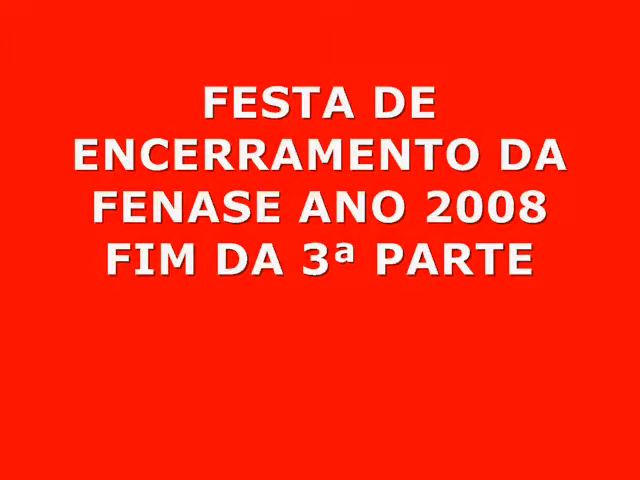 FESTA DE
ENCERRAMENTO DA
FENASE ANO 2008
FIM DA 3ª PARTE